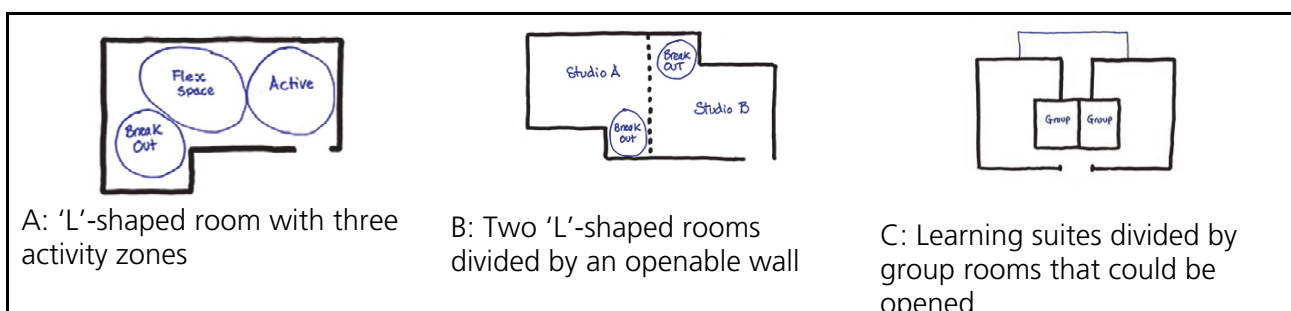 Flex
Space
Active
Break
Out
A: 'L'-shaped room with three
activity zones
Studio A
Break
OUT
Studio B
Break
Out
B: Two 'L'-shaped rooms
divided by an openable wall
Group
Group
C: Learning suites divided by
group rooms that could be
opened